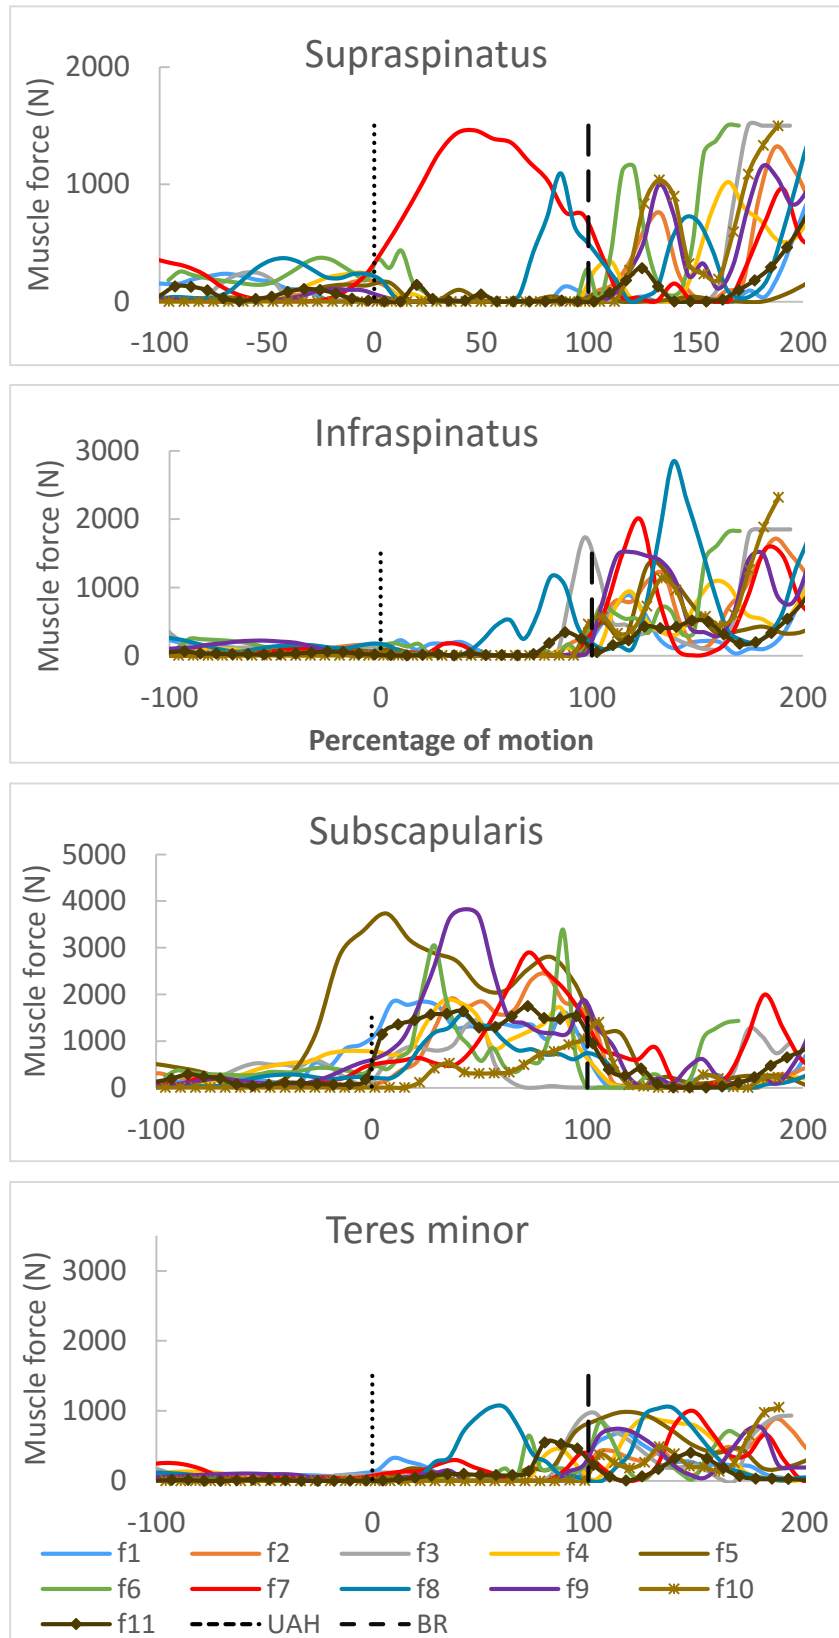 Supraspinatus
Muscle force (N)
2000
1000
0
-100 -50 0 50 100 150 200
Infraspinatus
Muscle force (N)
3000
2000
1000
0
-100 0 100 200
Percentage of motion
Subscapularis
Muscle force (N)
5000
4000
3000
2000
1000
0
-100 0 100 200
Teres minor
Muscle force (N)
3000
2000
1000
0
-100 0 100 200
f1 f2 f3 f4 f5
f6 f7 f8 f9 f10
f11 UAH BR